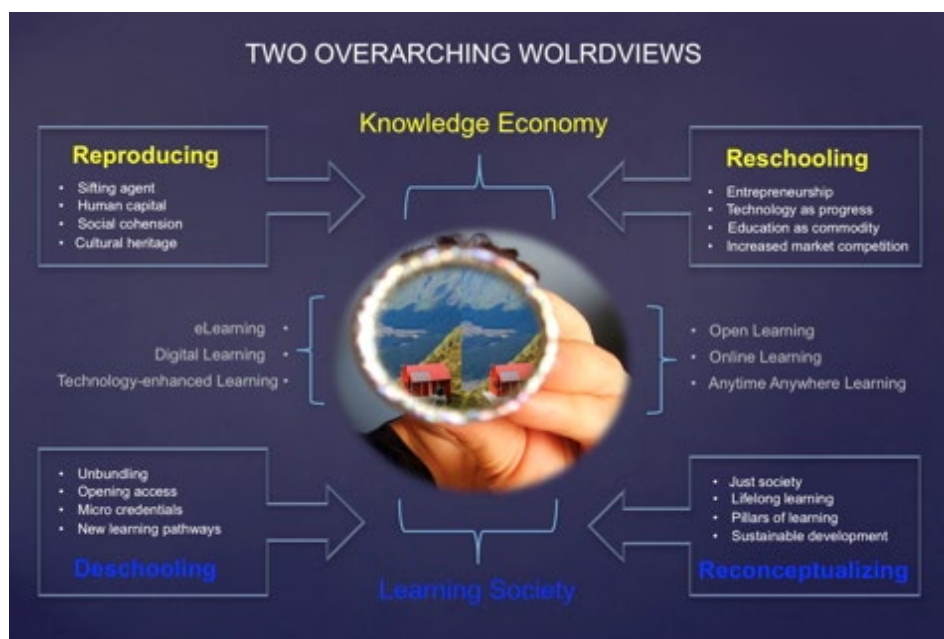 TWO OVERARCHING WOLRDVIEWS
Knowledge Economy
Reproducing
• Sifting agent
• Human capital
• Social cohension
• Cultural heritage
Reschooling
• Entrepreneurship
• Technology as progress
• Education as commodity
• Increased market competition
eLearning •
Digital Learning •
Technology-enhanced Learning •
• Open Learning
• Online Learning
• Anytime Anywhere Learning
• Unbundling
• Opening access
• Micro credentials
• New learning pathways
Deschooling
• Just society
• Lifelong learning
• Pillars of learning
• Sustainable development
Reconceptualizing
Learning Society